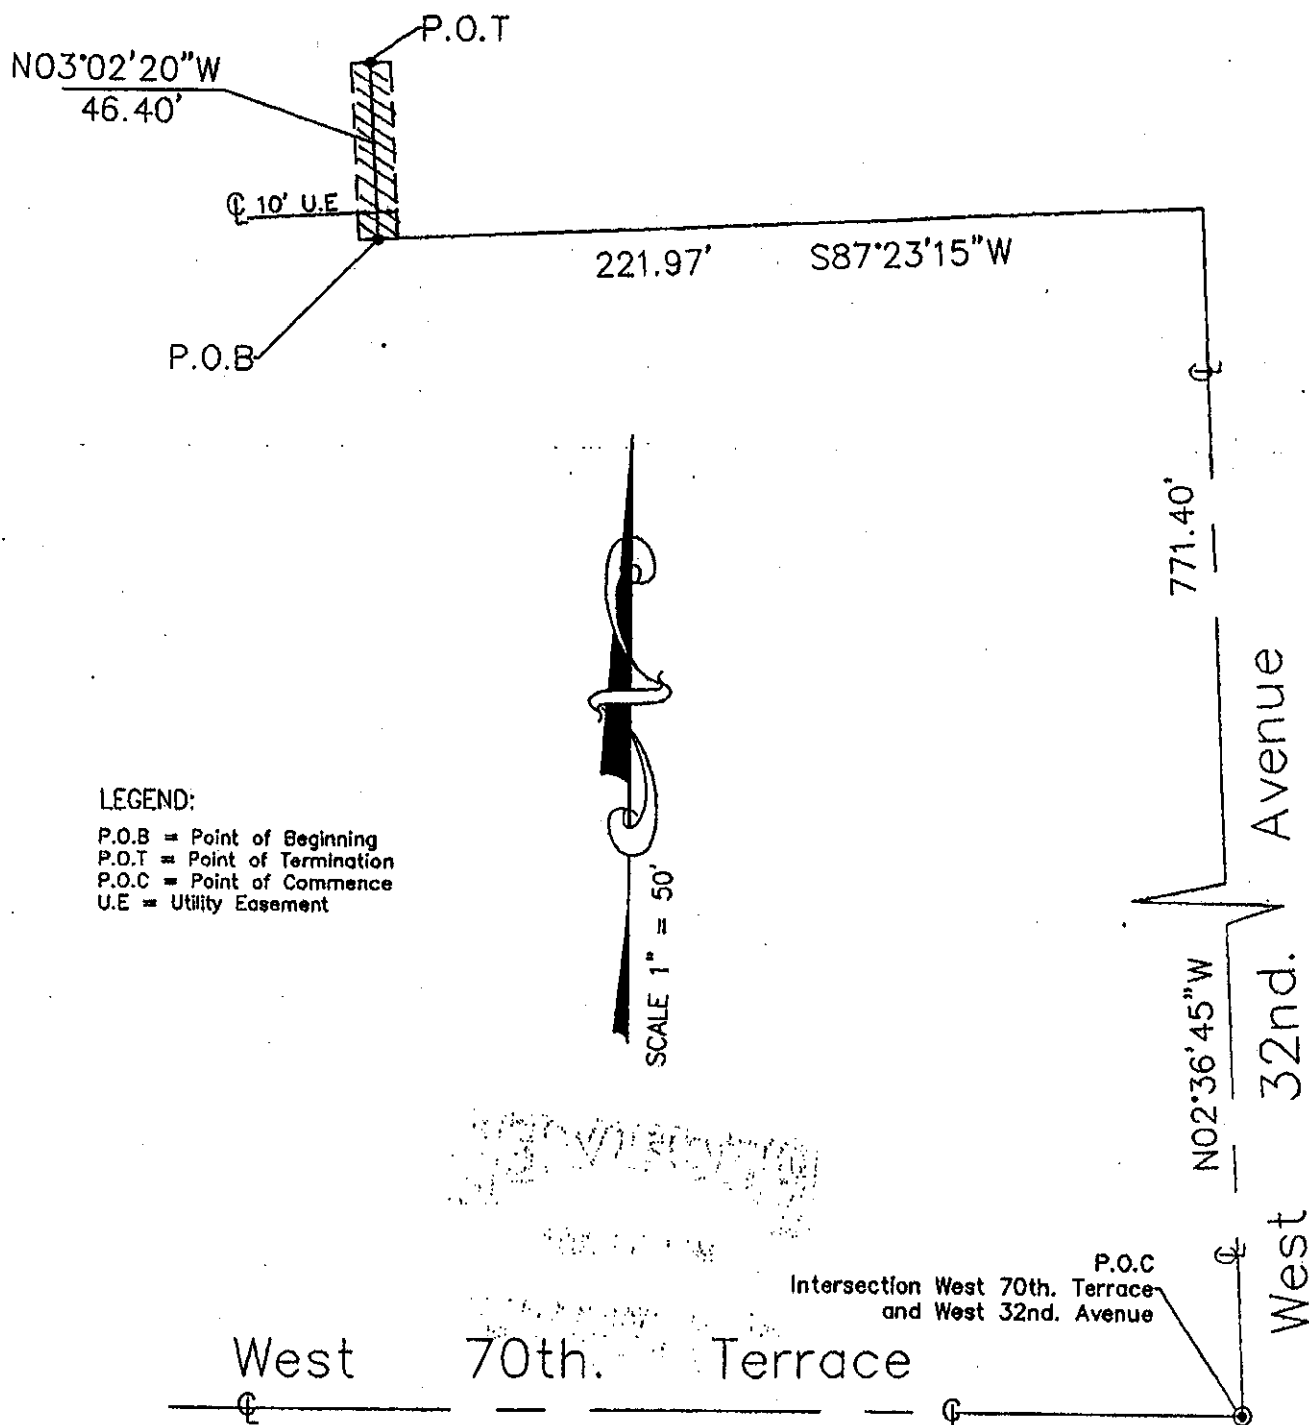 P.O.T
N03°02'20"W
46.40'
℄ 10' U.E
221.97' S87°23'15"W
P.O.B
℄
771.40'
LEGEND:
P.O.B = Point of Beginning
P.O.T = Point of Termination
P.O.C = Point of Commence
U.E = Utility Easement
SCALE 1" = 50'
N02°36'45"W
West 32nd. Avenue
℄
P.O.C
Intersection West 70th. Terrace
and West 32nd. Avenue
West 70th. Terrace
℄ ℄